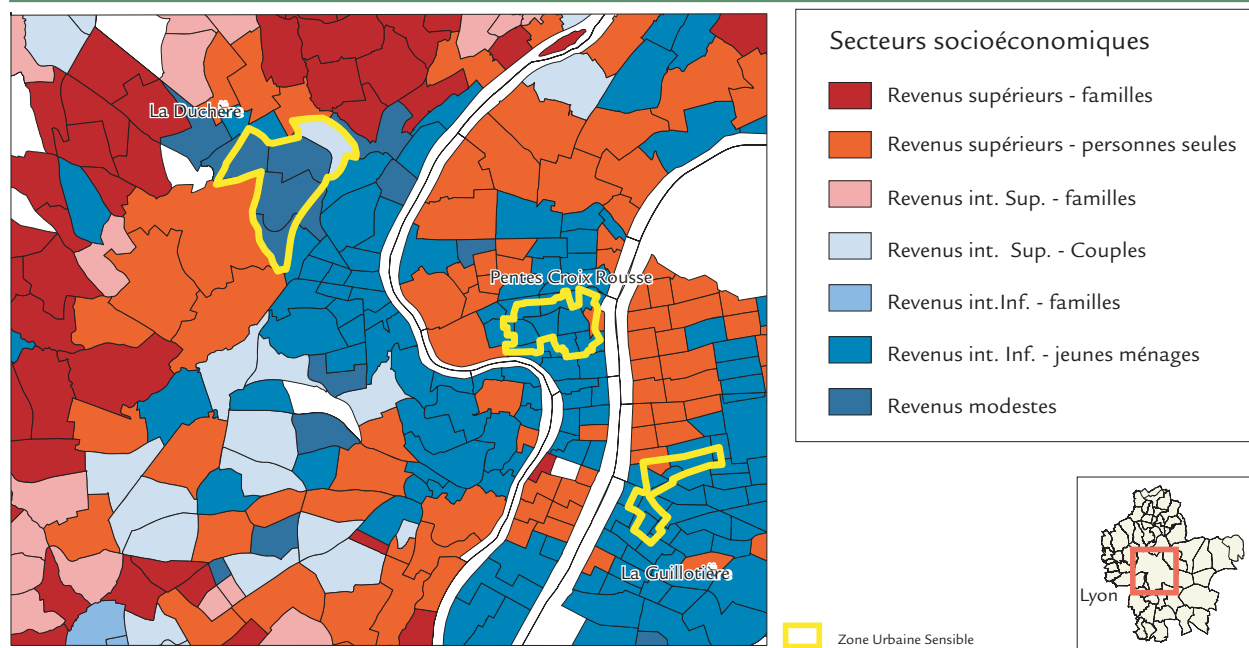 La Duchère
Pentes Croix Rousse
La Guillotière
Secteurs socioéconomiques
Revenus supérieurs - familles
Revenus supérieurs - personnes seules
Revenus int. Sup. - familles
Revenus int. Sup. - Couples
Revenus int.Inf. - familles
Revenus int. Inf. - jeunes ménages
Revenus modestes
Lyon
Zone Urbaine Sensible